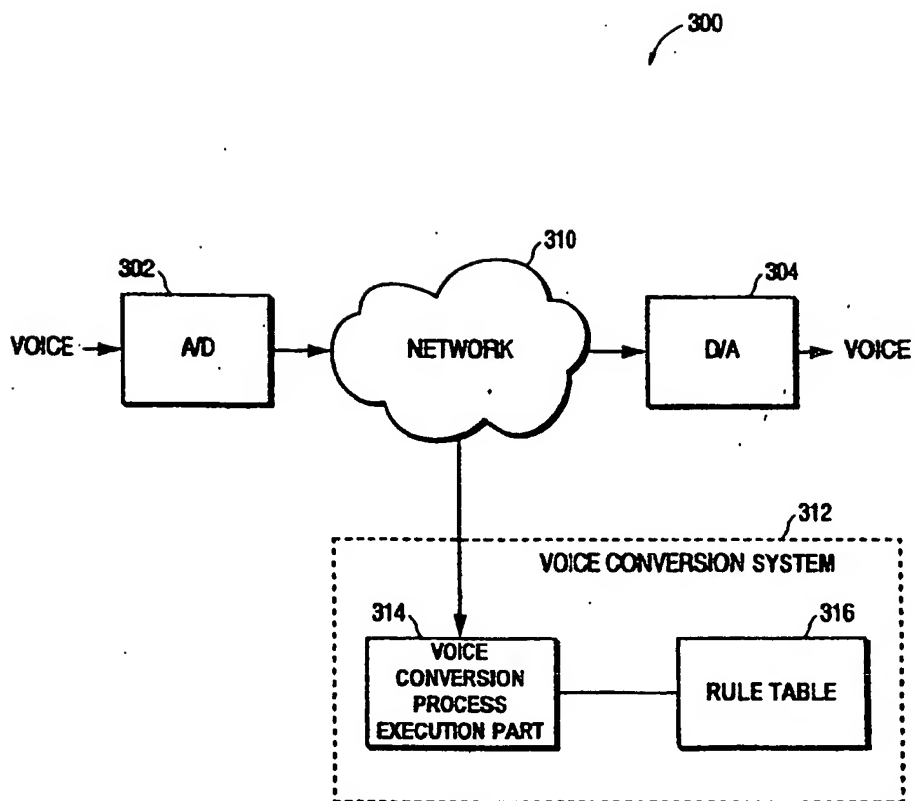 300
310
302
304
VOICE
A/D
NETWORK
D/A
VOICE
312
VOICE CONVERSION SYSTEM
314
316
VOICE
CONVERSION
PROCESS
EXECUTION PART
RULE TABLE